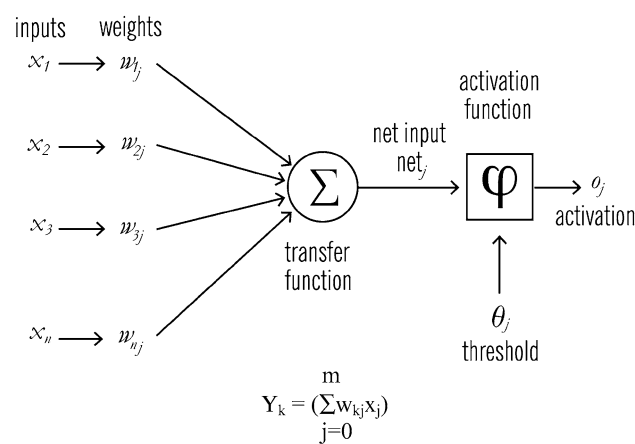 inputs weights
x₁ w₁ⱼ
activation
function
x₂ w₂ⱼ
net input
netⱼ
Σ
φ
oⱼ
activation
x₃ w₃ⱼ
transfer
function
θⱼ
threshold
xₙ wₙⱼ
m
Yₖ = (Σwₖⱼxⱼ)
j=0